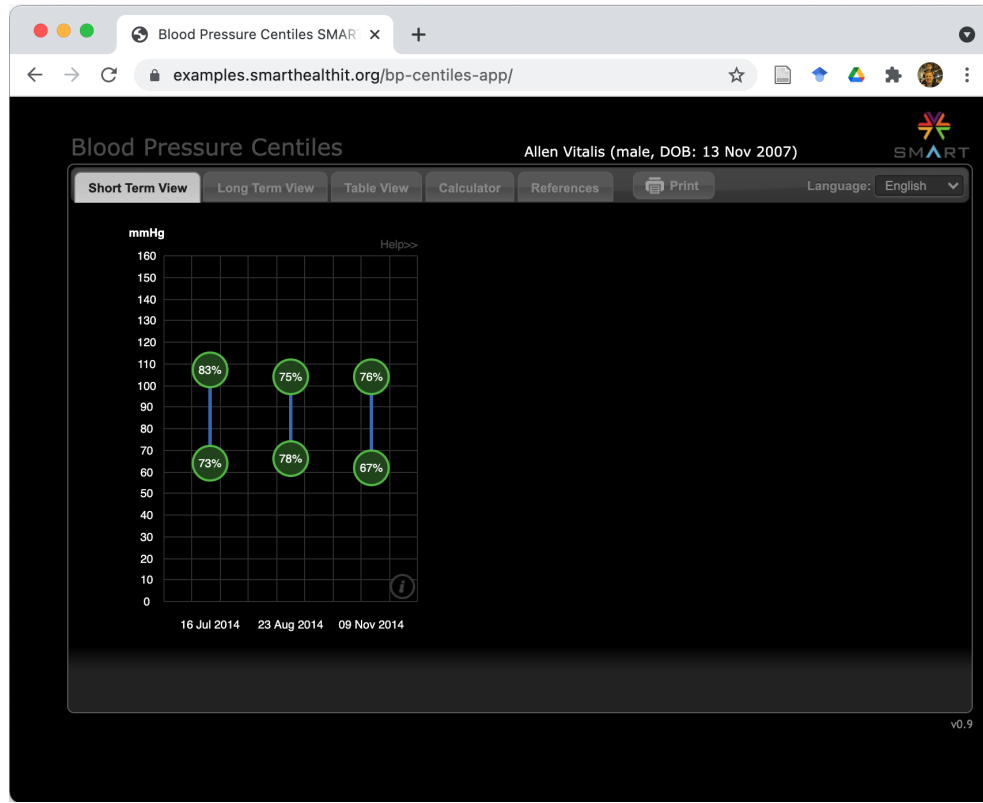 Blood Pressure Centiles SMAR
examples.smarthealthit.org/bp-centiles-app/
Blood Pressure Centiles
Allen Vitalis (male, DOB: 13 Nov 2007)
SMART
Short Term View Long Term View Table View Calculator References Print Language: English
mmHg
Help>>
160
150
140
130
120
110
100
90
80
70
60
50
40
30
20
10
0
83% 75% 76%
73% 78% 67%
i
16 Jul 2014 23 Aug 2014 09 Nov 2014
v0.9